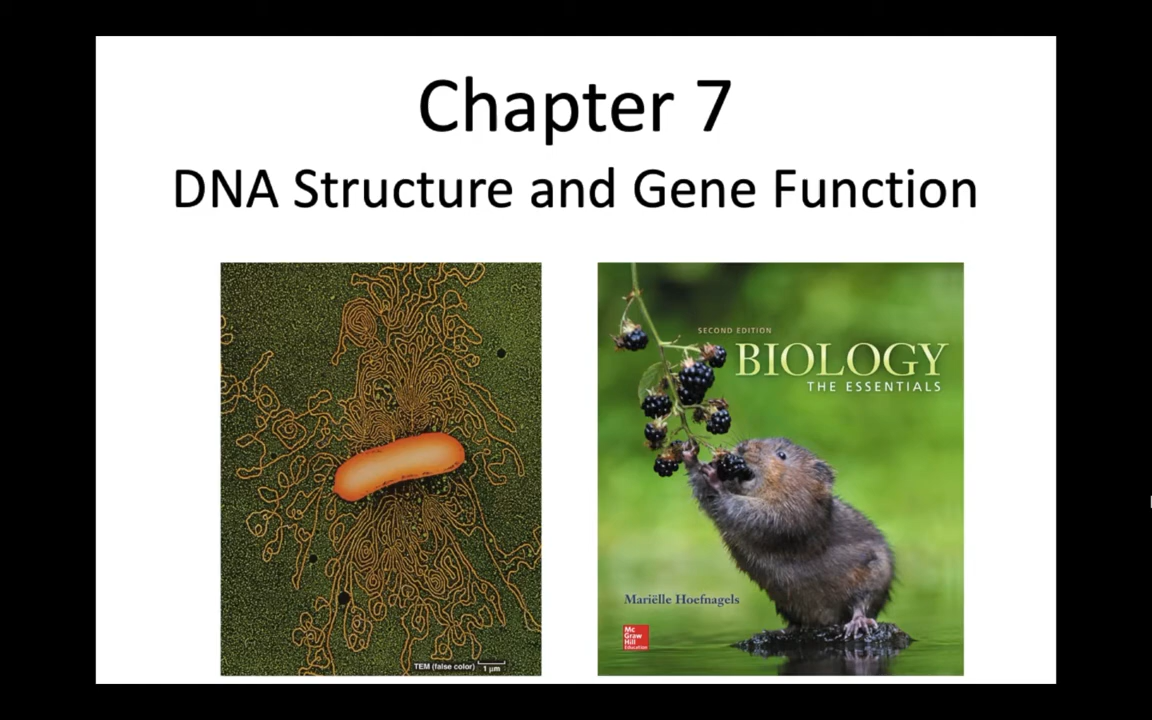 Chapter 7
DNA Structure and Gene Function
SECOND EDITION
BIOLOGY
THE ESSENTIALS
Mariëlle Hoefnagels
Mc
Graw
Hill
Education
TEM (false color)
1 µm